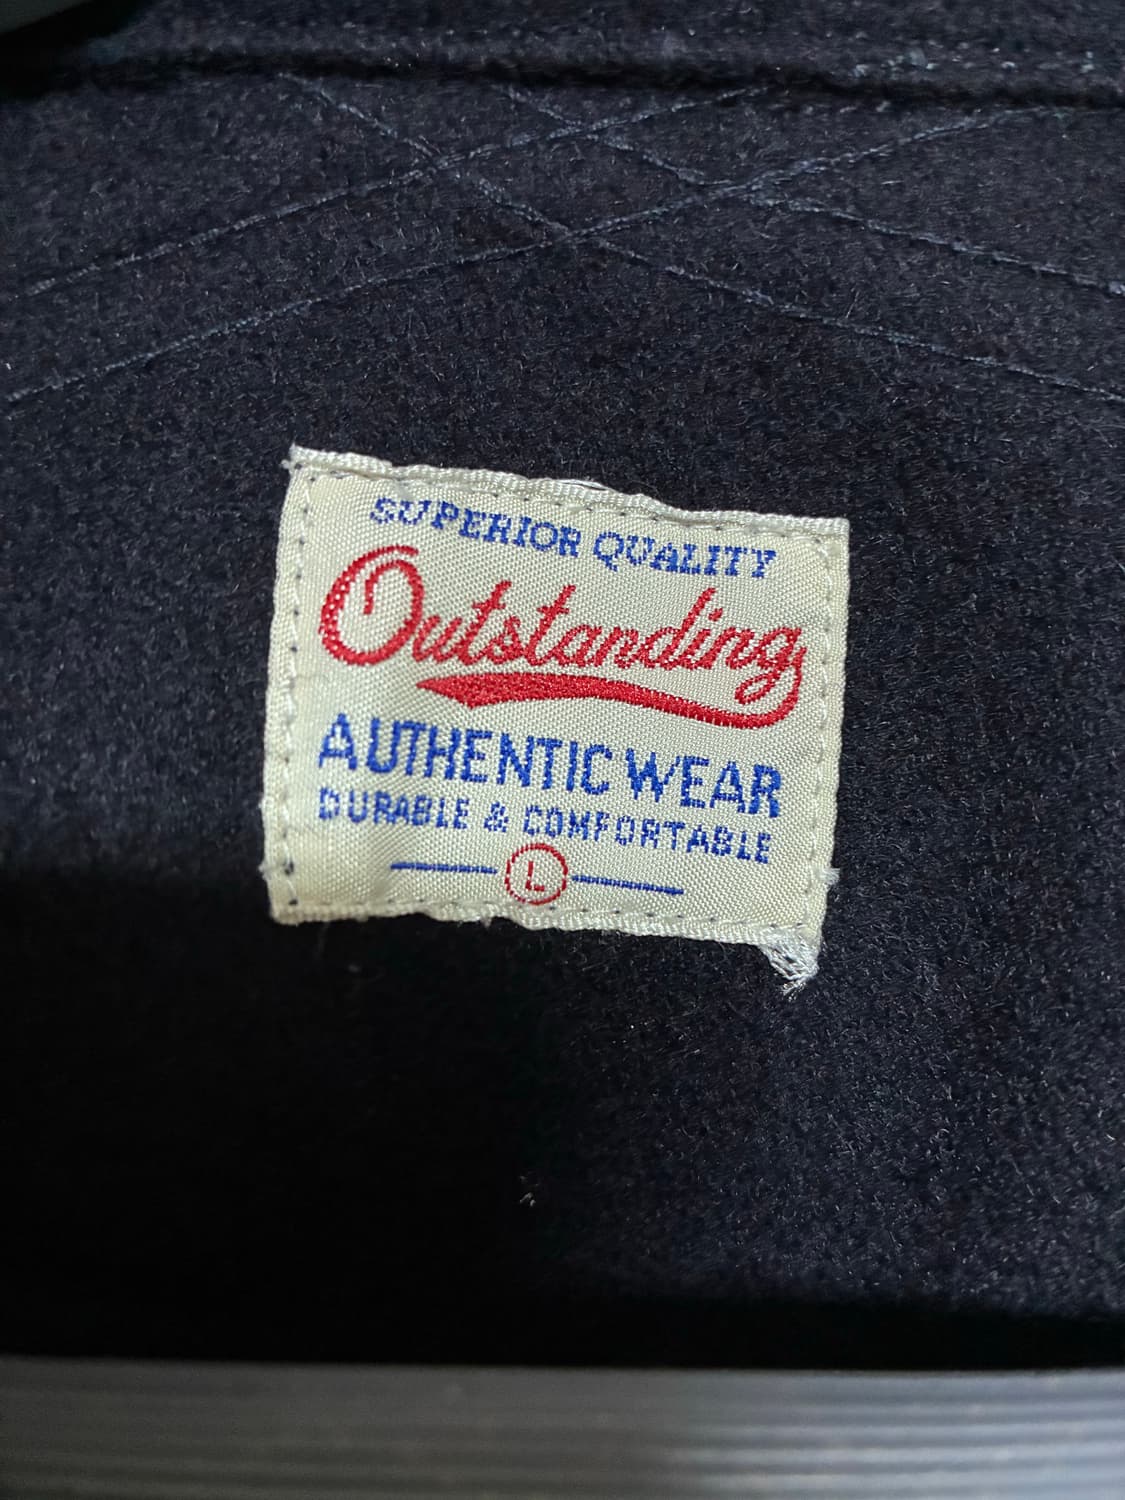 SUPERIOR QUALITY
Outstanding
AUTHENTIC WEAR
DURABLE & COMFORTABLE
L